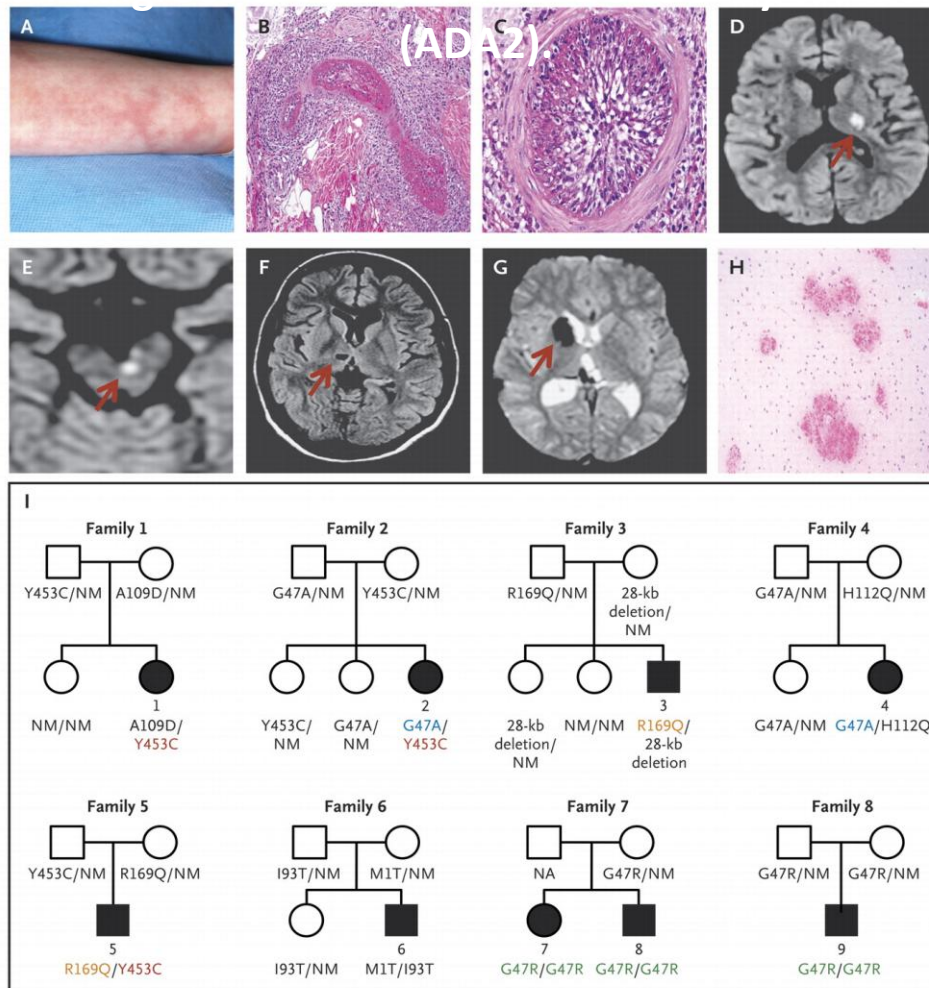 (ADA2).
A
B
C
D
E
F
G
H
I
Family 1
Y453C/NM
A109D/NM
NM/NM
1
A109D/
Y453C
Family 2
G47A/NM
Y453C/NM
Y453C/
NM
G47A/
NM
2
G47A/
Y453C
Family 3
R169Q/NM
28-kb
deletion/
NM
28-kb
deletion/
NM
NM/NM
3
R169Q/
28-kb
deletion
Family 4
G47A/NM
H112Q/NM
G47A/NM
4
G47A/H112Q
Family 5
Y453C/NM
R169Q/NM
5
R169Q/Y453C
Family 6
I93T/NM
M1T/NM
I93T/NM
6
M1T/I93T
Family 7
NA
G47R/NM
7
G47R/G47R
8
G47R/G47R
Family 8
G47R/NM
G47R/NM
9
G47R/G47R